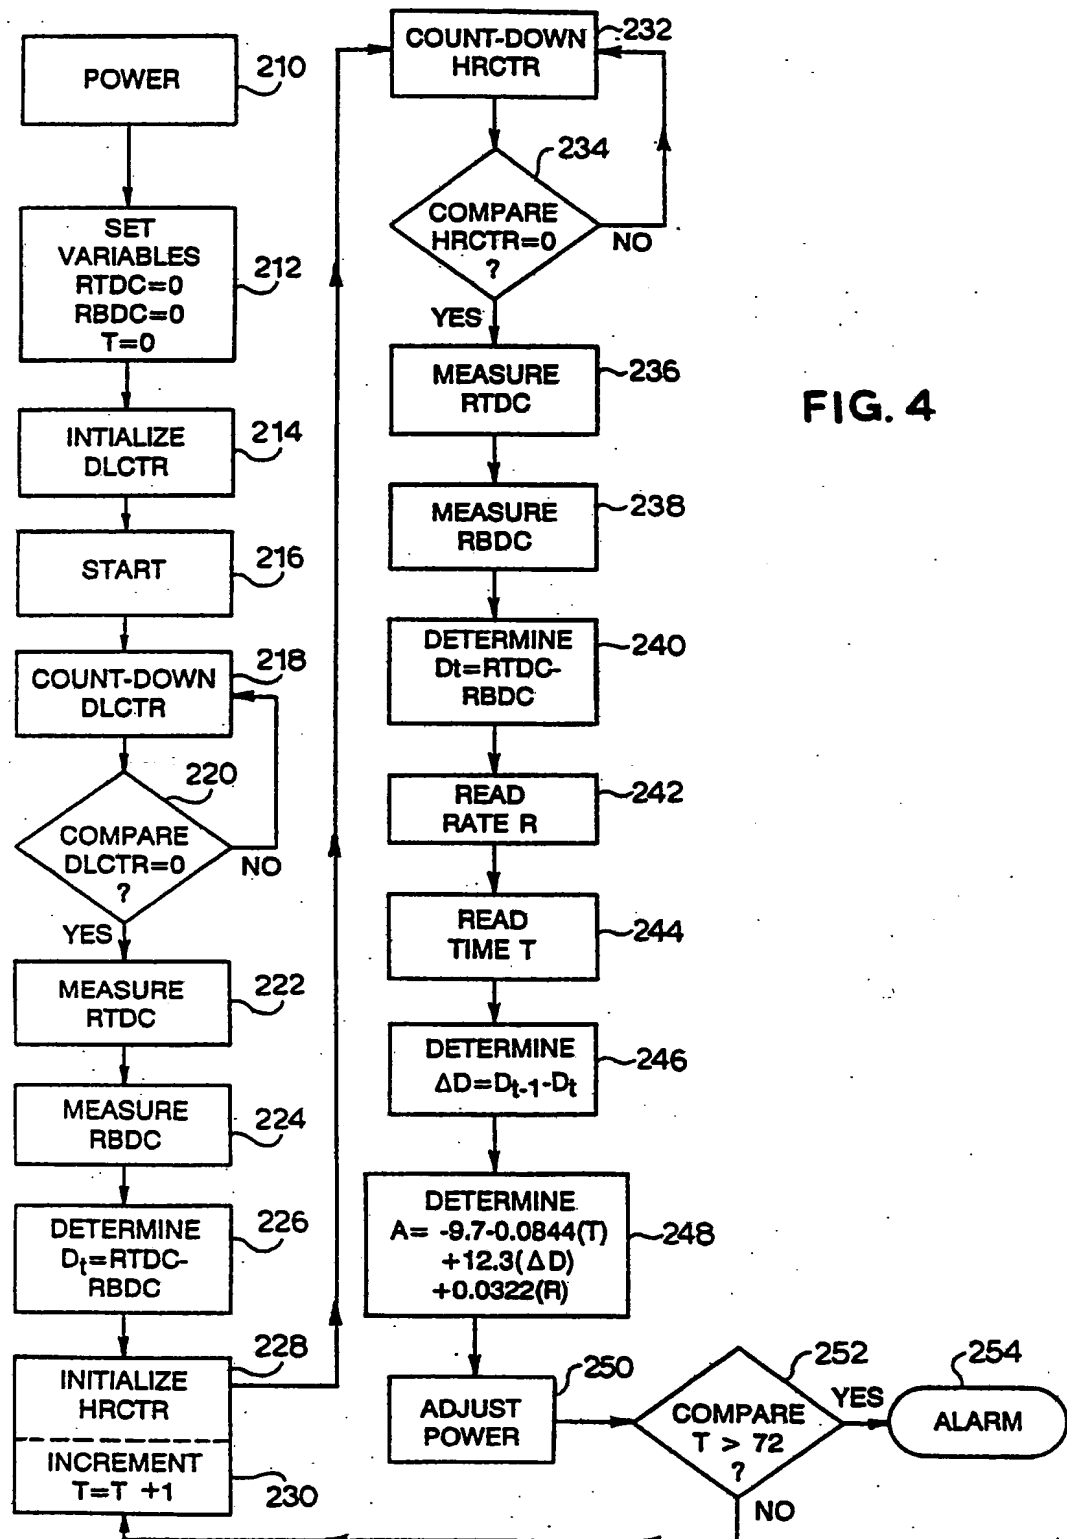 POWER
210
SET
VARIABLES
RTDC=0
RBDC=0
T=0
212
INTIALIZE
DLCTR
214
START
216
COUNT-DOWN
DLCTR
218
220
COMPARE
DLCTR=0
?
NO
YES
MEASURE
RTDC
222
MEASURE
RBDC
224
DETERMINE
Dt=RTDC-
RBDC
226
INITIALIZE
HRCTR
228
INCREMENT
T=T +1
230
COUNT-DOWN
HRCTR
232
234
COMPARE
HRCTR=0
?
NO
YES
MEASURE
RTDC
236
MEASURE
RBDC
238
DETERMINE
Dt=RTDC-
RBDC
240
READ
RATE R
242
READ
TIME T
244
DETERMINE
ΔD=Dt-1-Dt
246
DETERMINE
A= -9.7-0.0844(T)
+12.3(ΔD)
+0.0322(R)
248
ADJUST
POWER
250
COMPARE
T > 72
?
252
YES
NO
ALARM
254
FIG. 4